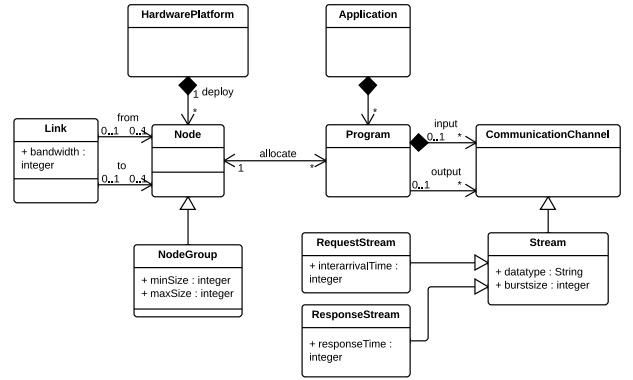 HardwarePlatform
Application
1 deploy
*
*
Link
+ bandwidth :
integer
from
0..1 0..1
to
0..1 0..1
Node
allocate
1 *
Program
input
0..1 *
output
0..1 *
CommunicationChannel
NodeGroup
+ minSize : integer
+ maxSize : integer
RequestStream
+ interarrivalTime :
integer
Stream
+ datatype : String
+ burstsize : integer
ResponseStream
+ responseTime :
integer